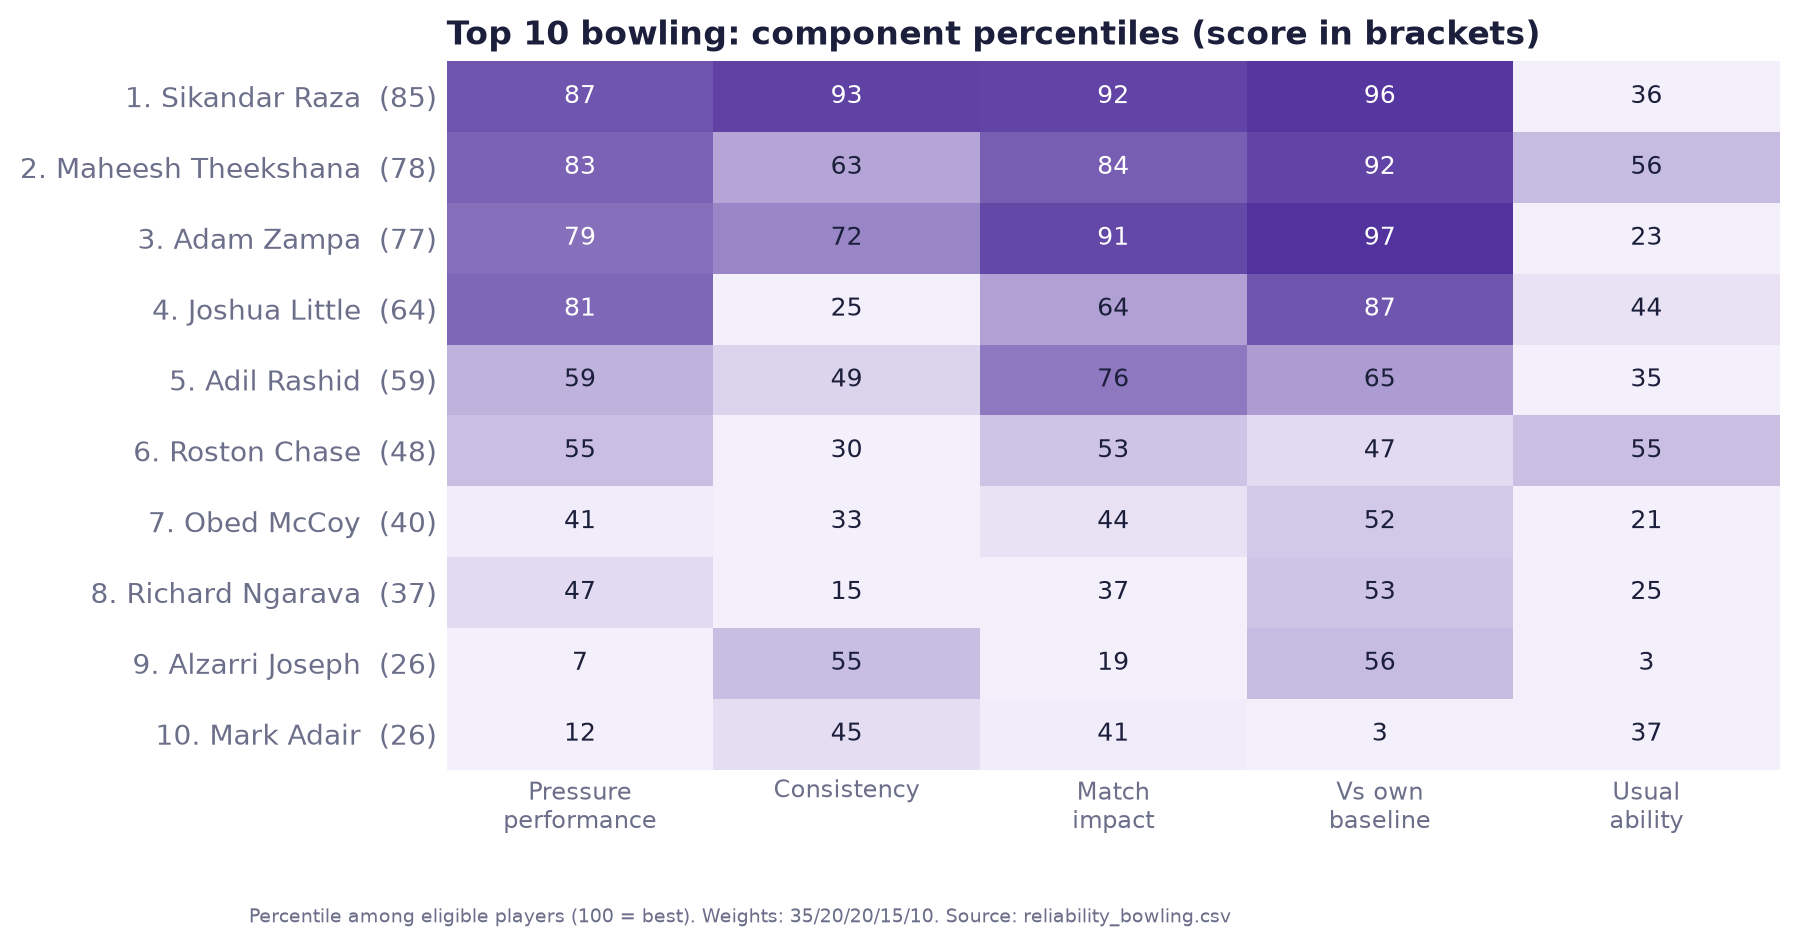 Top 10 bowling: component percentiles (score in brackets)
1. Sikandar Raza (85) 87 93 92 96 36
2. Maheesh Theekshana (78) 83 63 84 92 56
3. Adam Zampa (77) 79 72 91 97 23
4. Joshua Little (64) 81 25 64 87 44
5. Adil Rashid (59) 59 49 76 65 35
6. Roston Chase (48) 55 30 53 47 55
7. Obed McCoy (40) 41 33 44 52 21
8. Richard Ngarava (37) 47 15 37 53 25
9. Alzarri Joseph (26) 7 55 19 56 3
10. Mark Adair (26) 12 45 41 3 37
Pressure
performance
Consistency
Match
impact
Vs own
baseline
Usual
ability
Percentile among eligible players (100 = best). Weights: 35/20/20/15/10. Source: reliability_bowling.csv